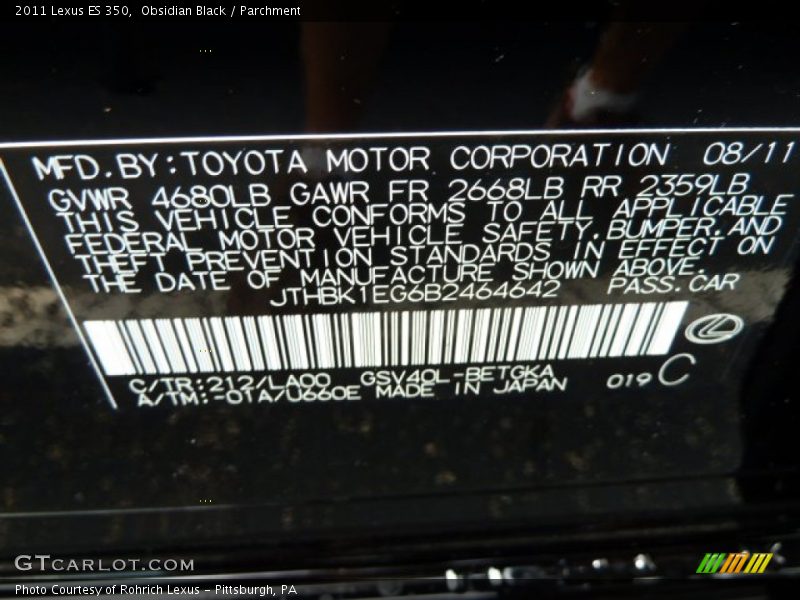 2011 Lexus ES 350, Obsidian Black / Parchment
MFD.BY:TOYOTA MOTOR CORPORATION 08/11
GVWR 4680LB GAWR FR 2668LB RR 2359LB
THIS VEHICLE CONFORMS TO ALL APPLICABLE
FEDERAL MOTOR VEHICLE SAFETY,BUMPER,AND
THEFT PREVENTION STANDARDS IN EFFECT ON
THE DATE OF MANUFACTURE SHOWN ABOVE.
JTHBK1EG6B2464642 PASS.CAR
C/TR:212/LA00 GSV40L-BETGKA
A/TM:-01A/U660E MADE IN JAPAN 019 C
GTCARLOT.COM
Photo Courtesy of Rohrich Lexus - Pittsburgh, PA